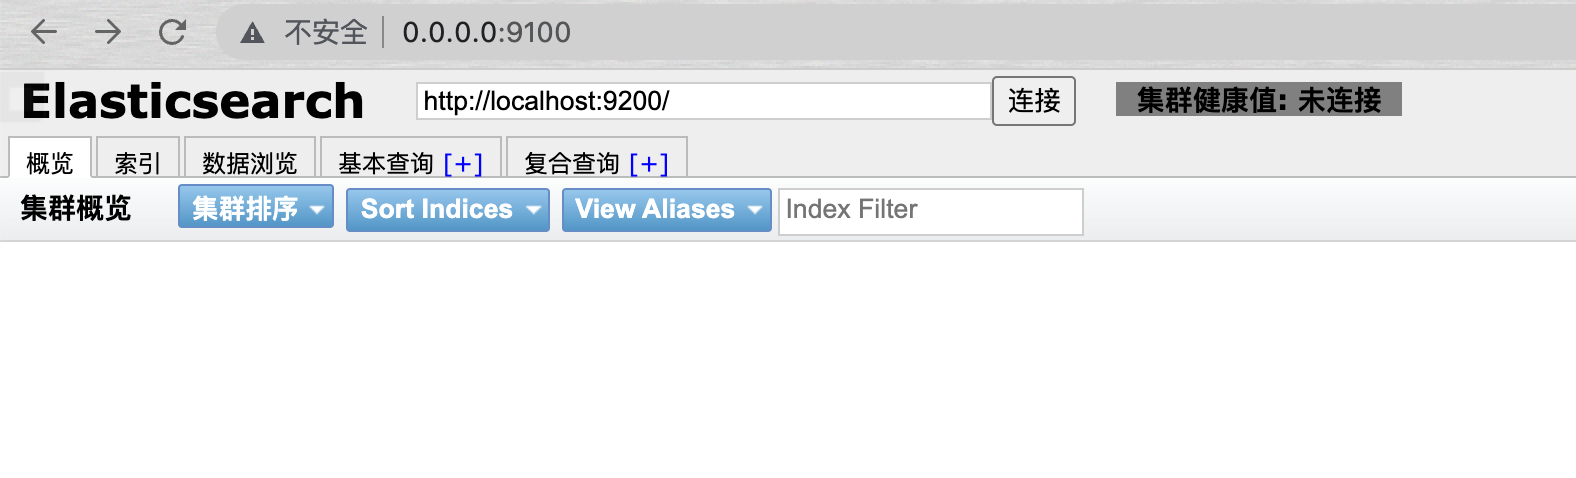 不安全 0.0.0.0:9100
Elasticsearch http://localhost:9200/ 连接 集群健康值: 未连接
概览 索引 数据浏览 基本查询 [+] 复合查询 [+]
集群概览 集群排序 Sort Indices View Aliases Index Filter